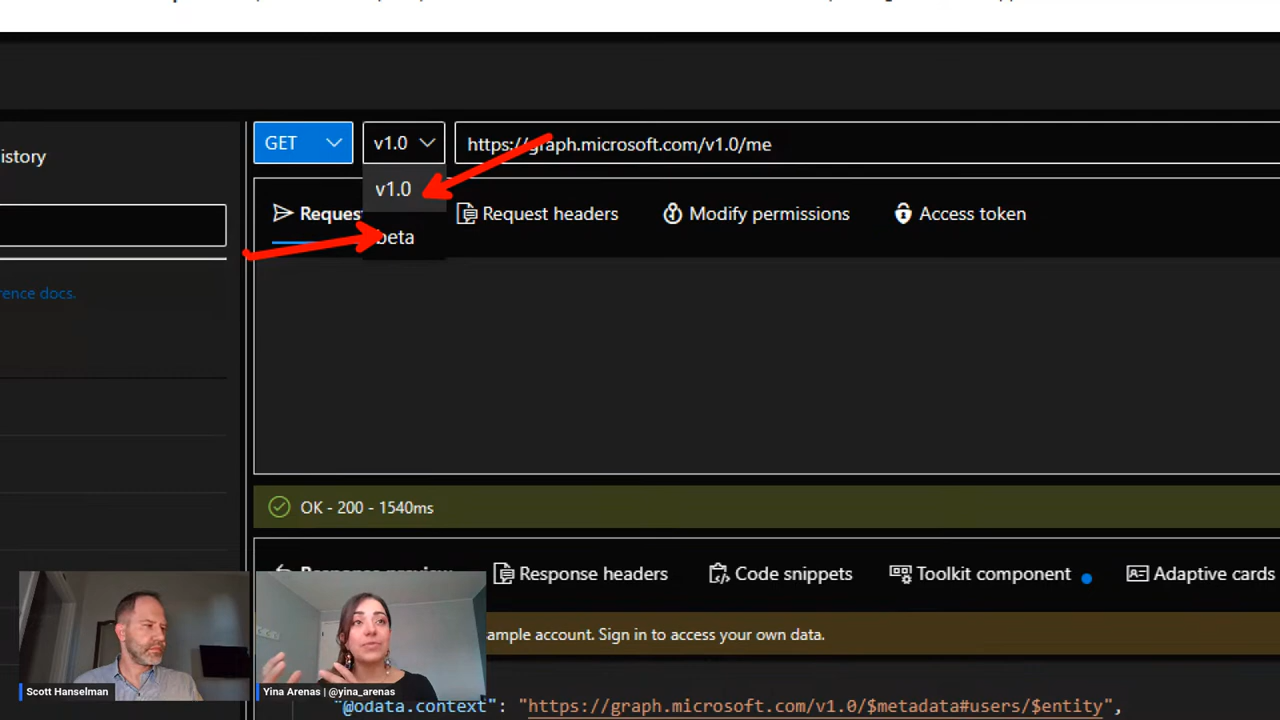 GET
v1.0
https://graph.microsoft.com/v1.0/me
istory
v1.0
Request headers
Modify permissions
Access token
beta
rence docs.
OK - 200 - 1540ms
Response headers
Code snippets
Toolkit component
Adaptive cards
ample account. Sign in to access your own data.
Scott Hanselman
Yina Arenas | @yina_arenas
"@odata.context": "https://graph.microsoft.com/v1.0/$metadata#users/$entity",